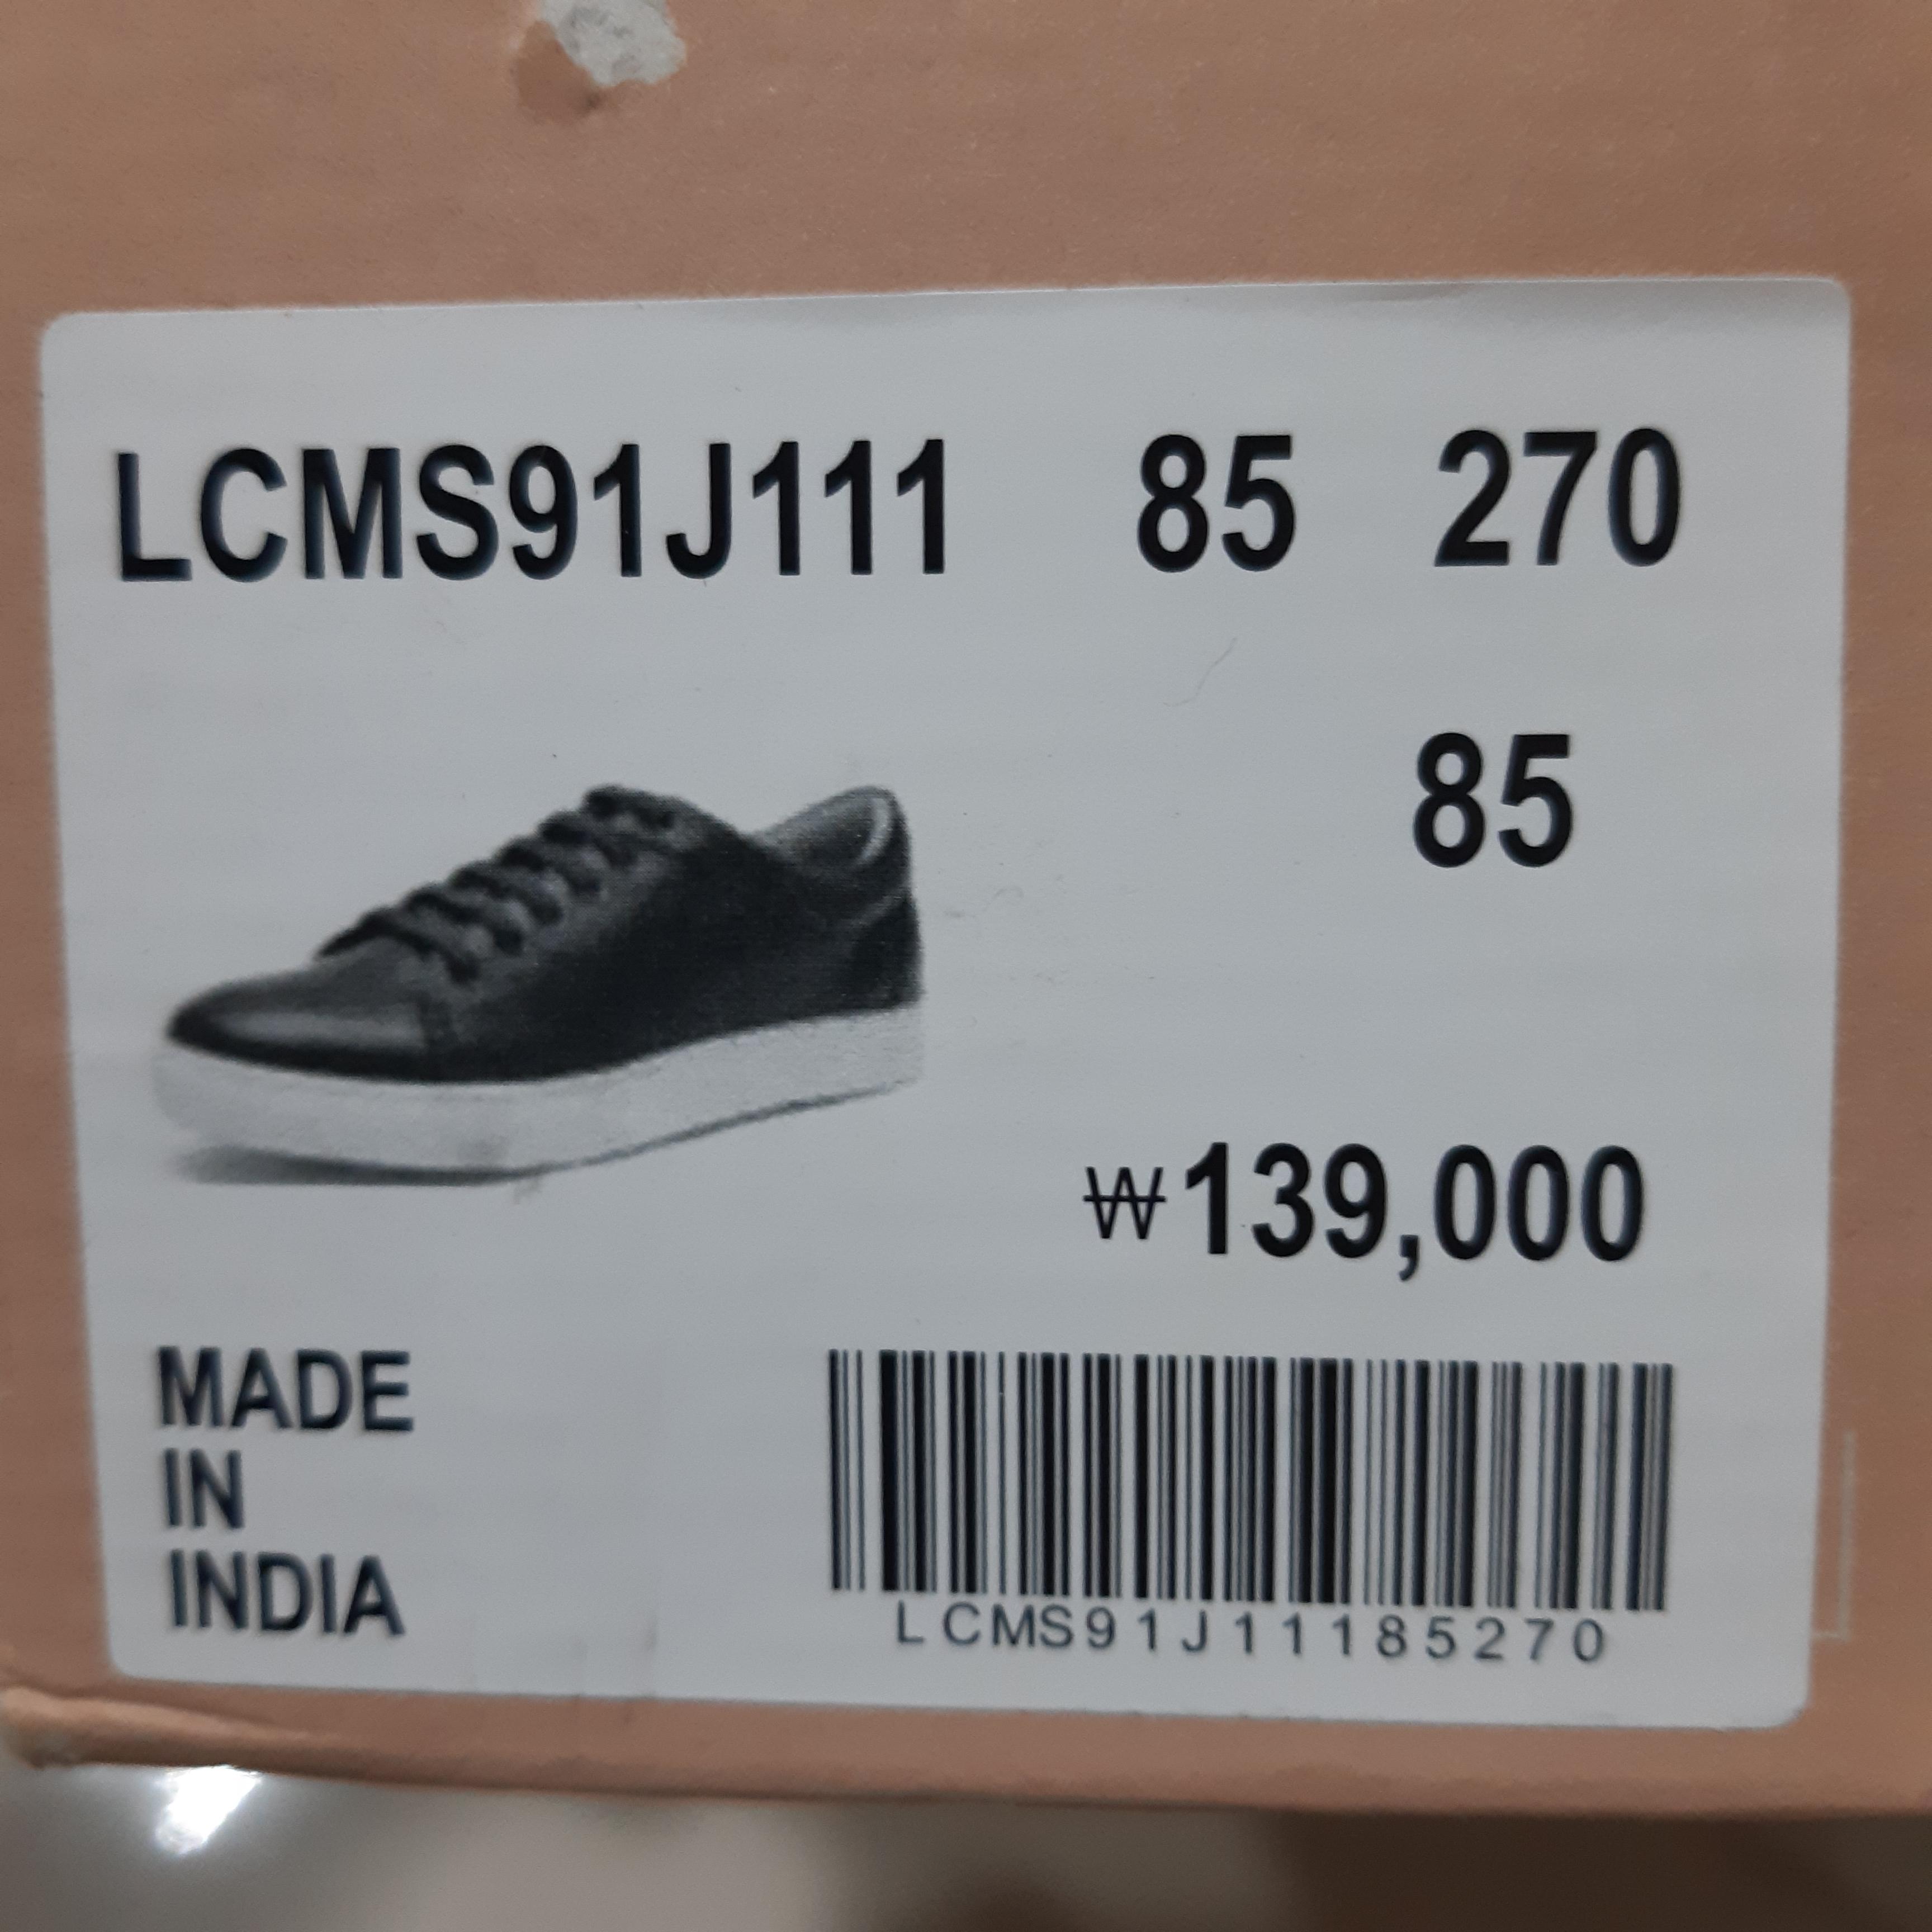 LCMS91J111 85 270
85
₩139,000
MADE
IN
INDIA
LCMS91J11185270